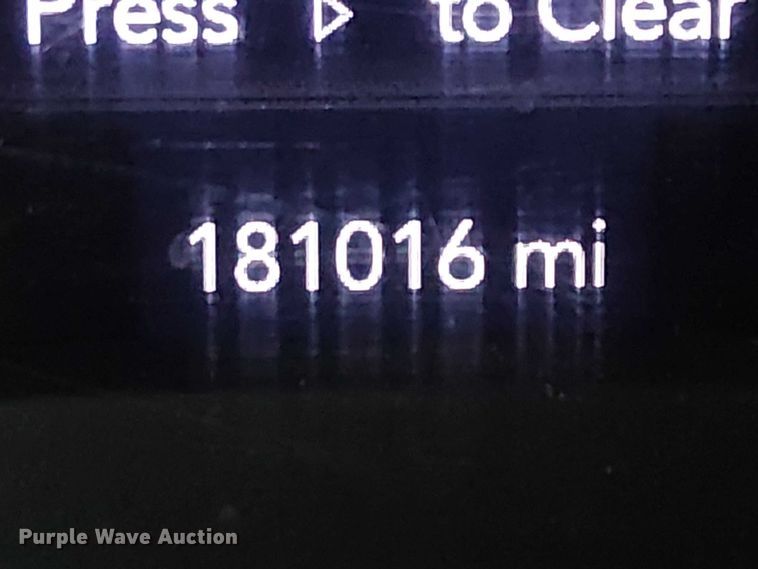 Press ▷ to Clear
181016 mi
Purple Wave Auction